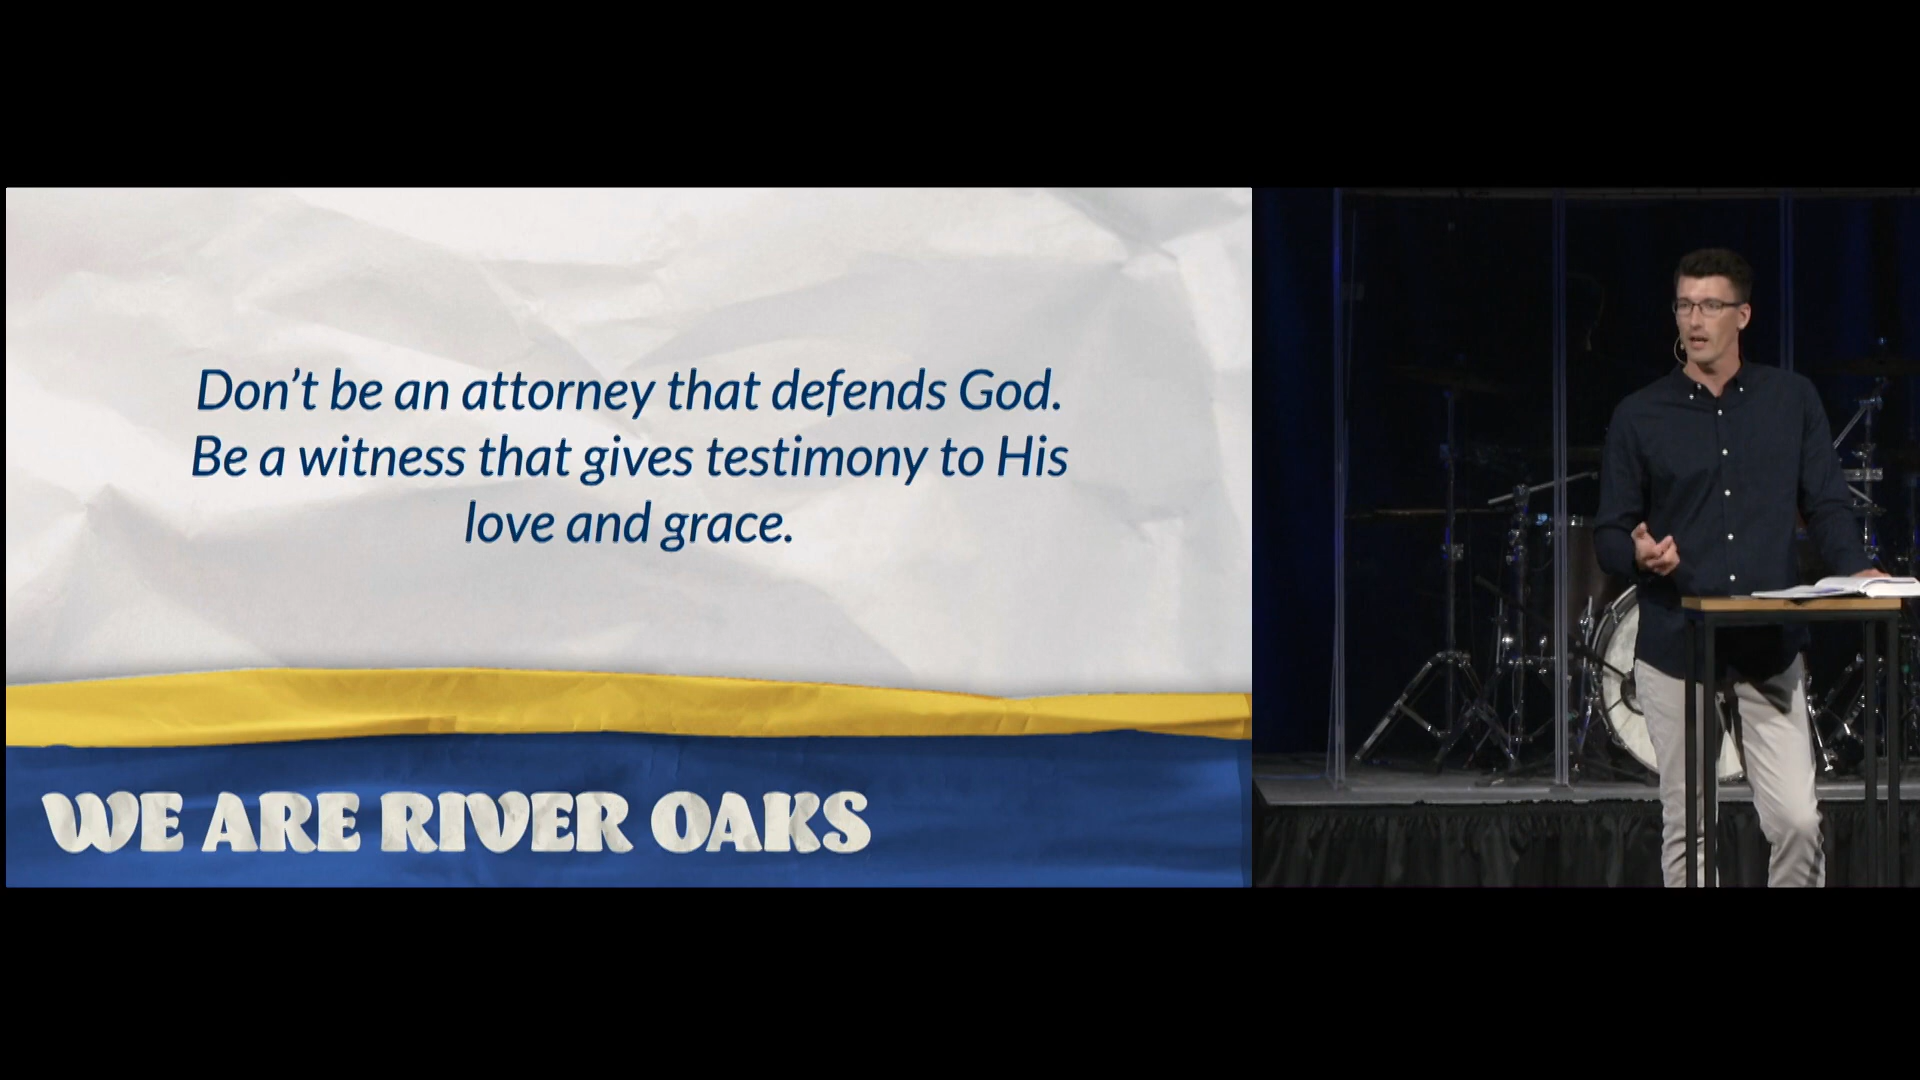 Don’t be an attorney that defends God.
Be a witness that gives testimony to His
love and grace.
WE ARE RIVER OAKS